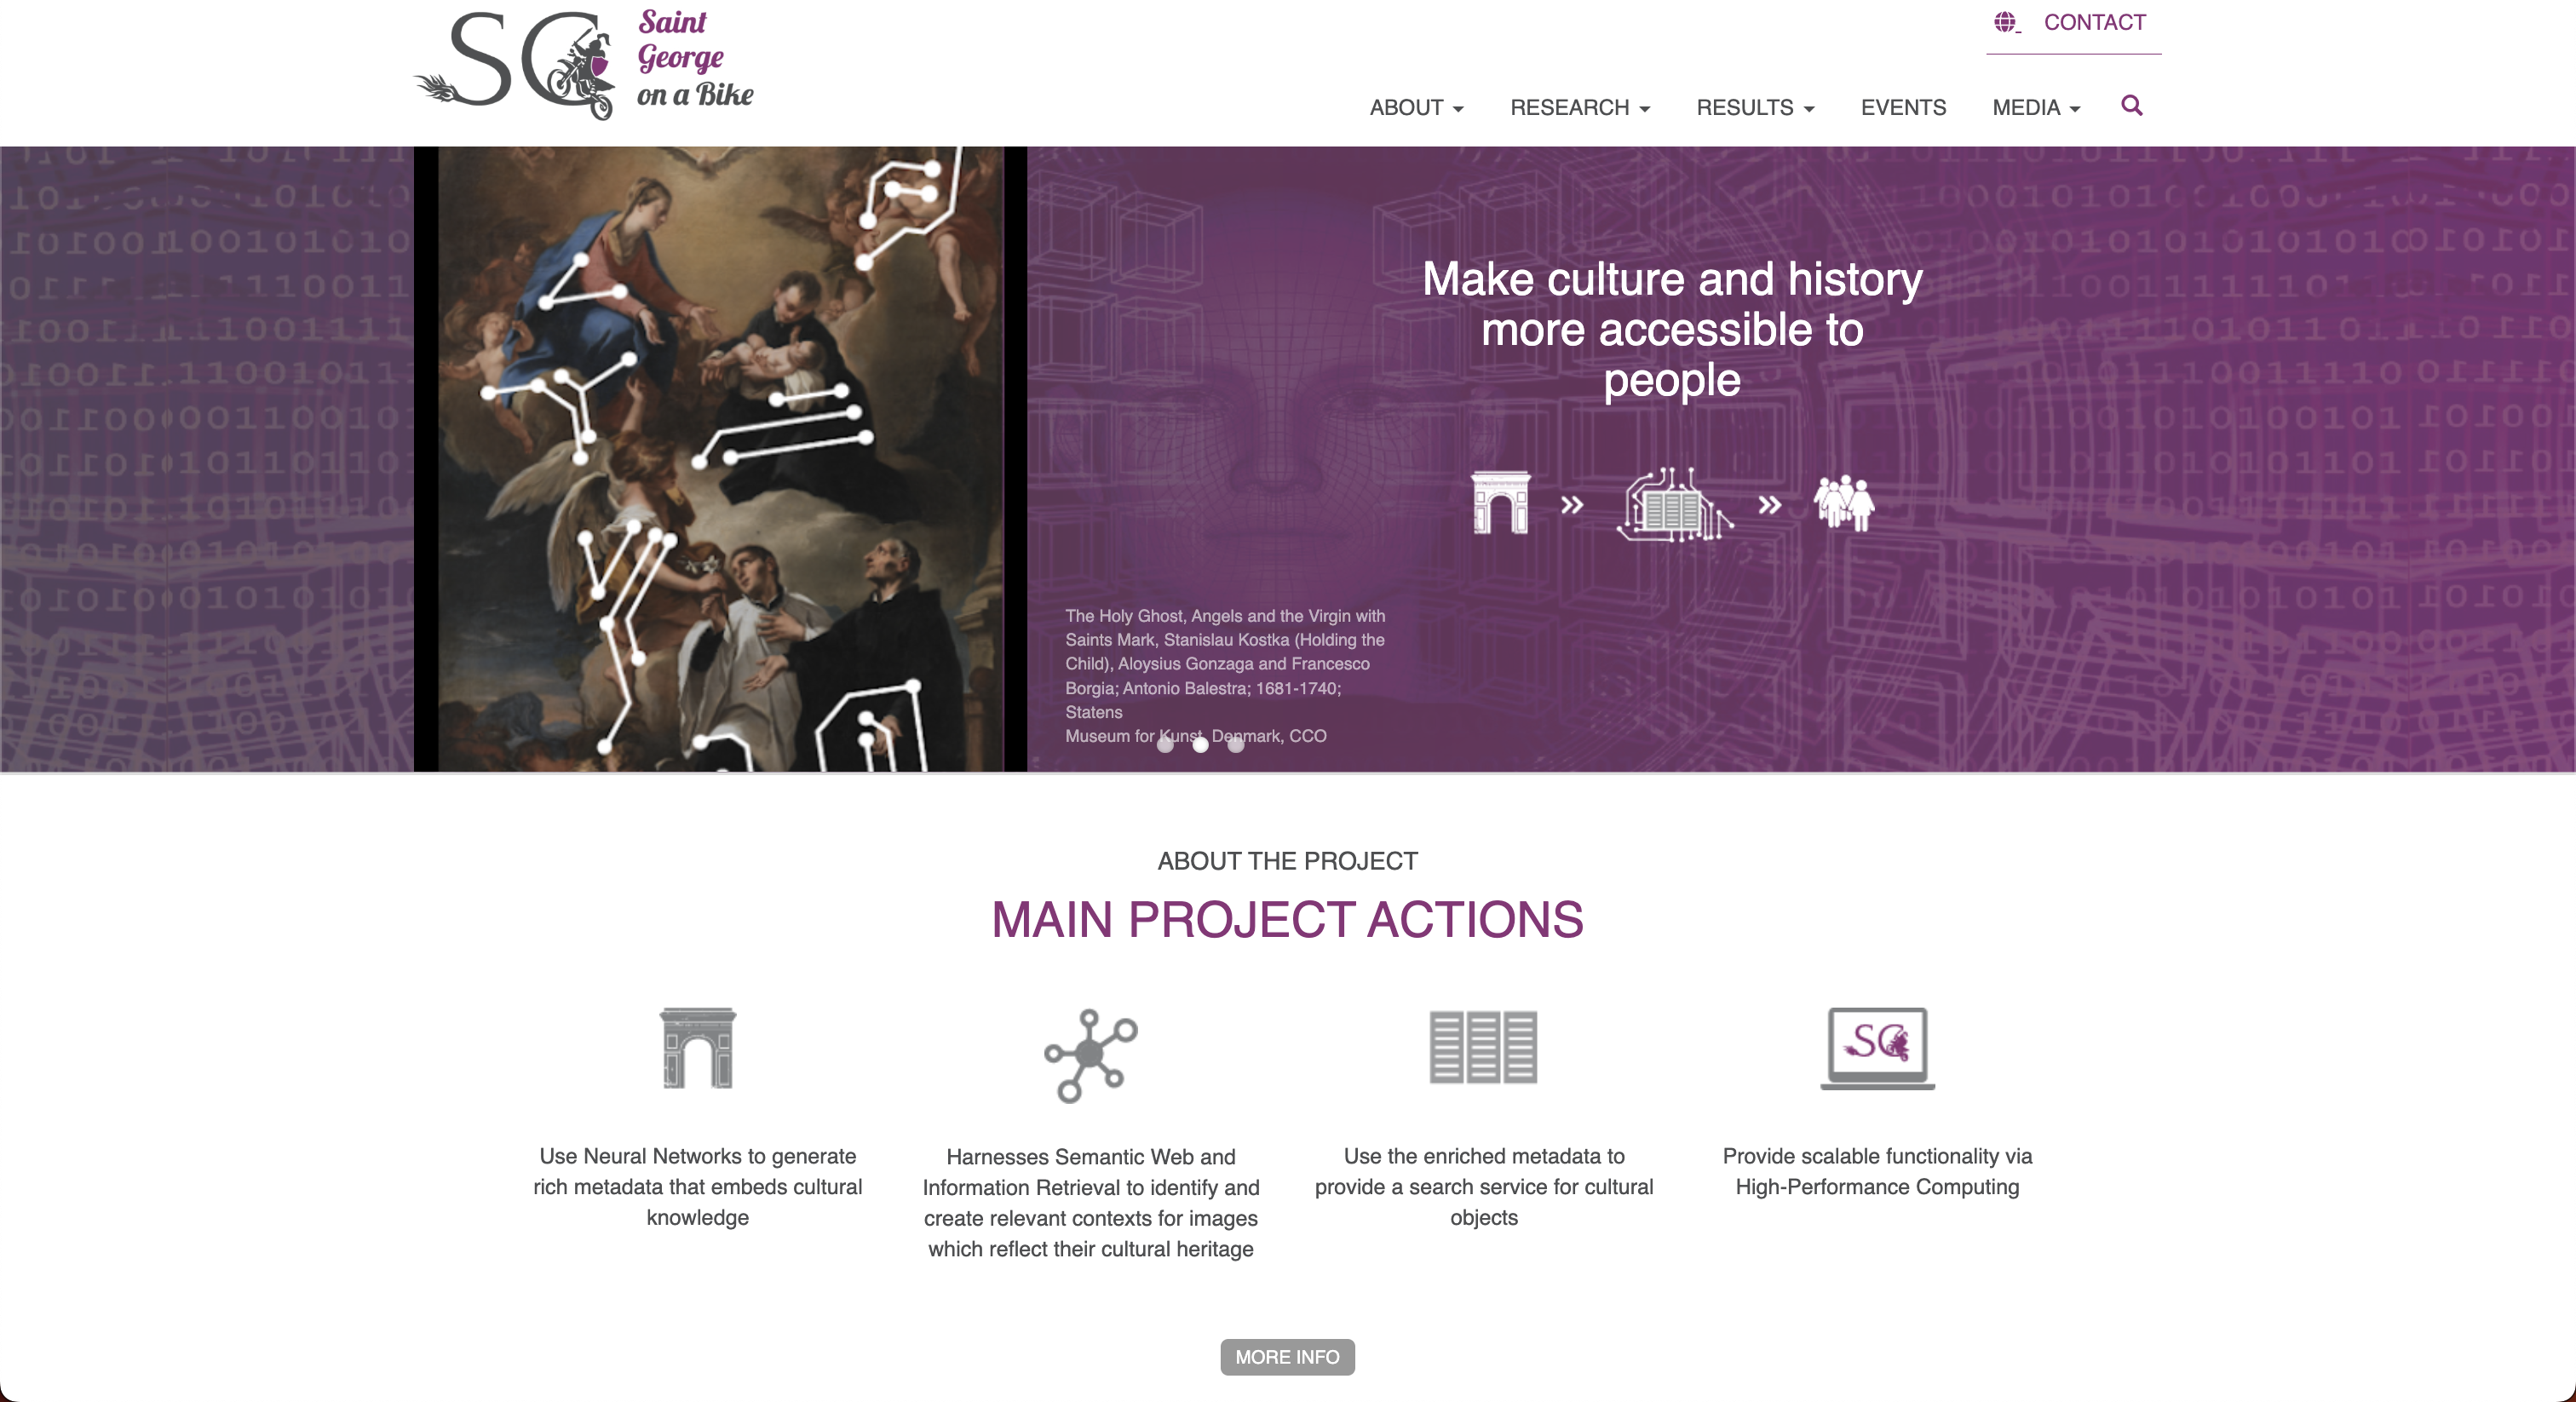 SG
Saint
George
on a Bike
CONTACT
ABOUT
RESEARCH
RESULTS
EVENTS
MEDIA
Make culture and history
more accessible to
people
The Holy Ghost, Angels and the Virgin with
Saints Mark, Stanislau Kostka (Holding the
Child), Aloysius Gonzaga and Francesco
Borgia; Antonio Balestra; 1681-1740;
Statens
Museum for Kunst, Denmark, CCO
ABOUT THE PROJECT
MAIN PROJECT ACTIONS
SG
Use Neural Networks to generate
rich metadata that embeds cultural
knowledge
Harnesses Semantic Web and
Information Retrieval to identify and
create relevant contexts for images
which reflect their cultural heritage
Use the enriched metadata to
provide a search service for cultural
objects
Provide scalable functionality via
High-Performance Computing
MORE INFO